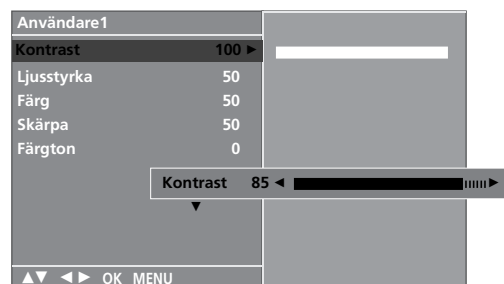 Användare1
Kontrast 100 ►
Ljusstyrka 50
Färg 50
Skärpa 50
Färgton 0
Kontrast 85 ◄ ►
▼
▲▼ ◄► OK MENU